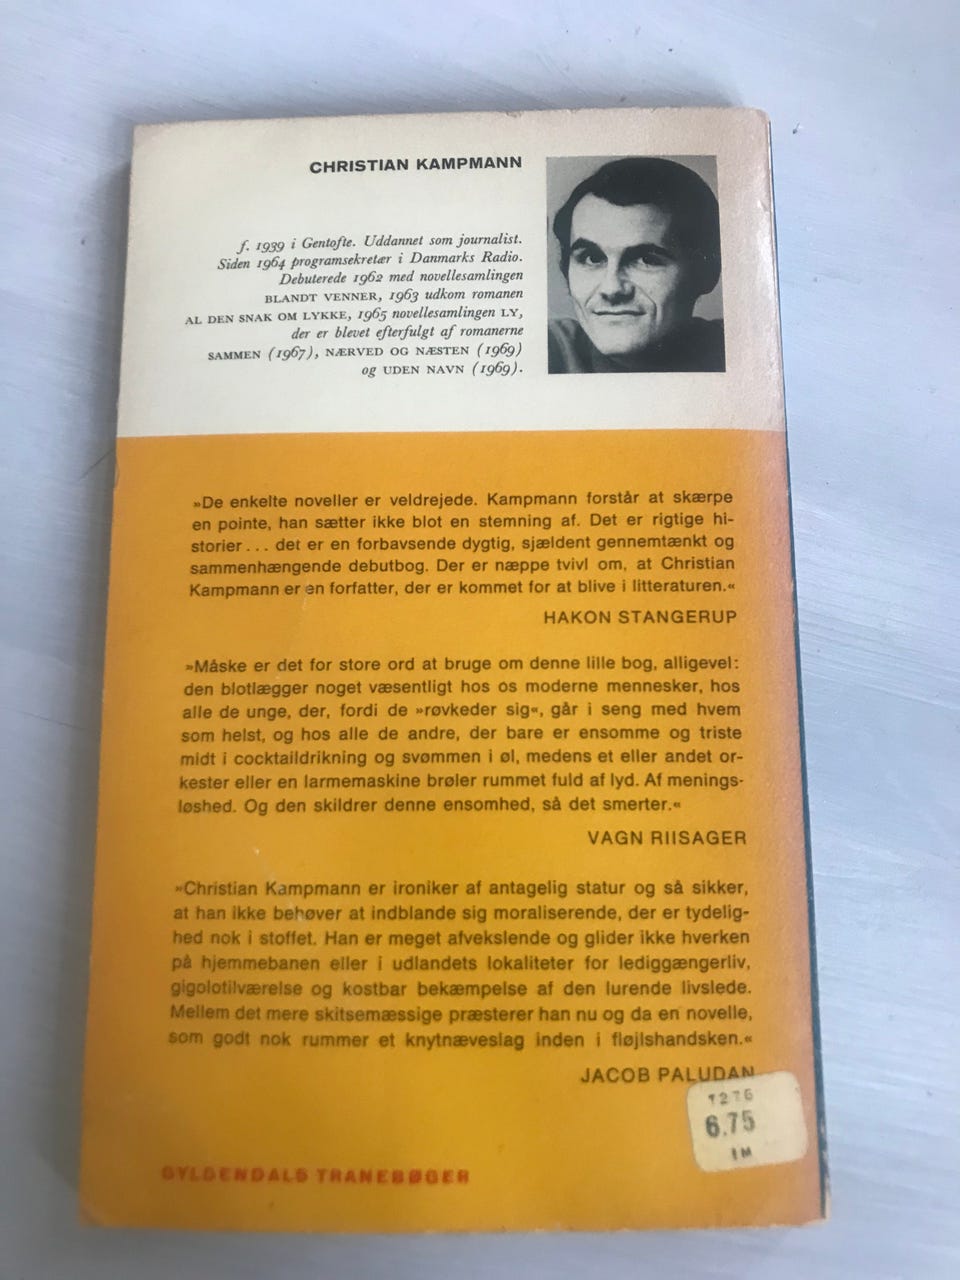 CHRISTIAN KAMPMANN
f. 1939 i Gentofte. Uddannet som journalist.
Siden 1964 programsekretær i Danmarks Radio.
Debuterede 1962 med novellesamlingen
BLANDT VENNER, 1963 udkom romanen
AL DEN SNAK OM LYKKE, 1965 novellesamlingen LY,
der er blevet efterfulgt af romanerne
SAMMEN (1967), NÆRVED OG NÆSTEN (1969)
og UDEN NAVN (1969).
»De enkelte noveller er veldrejede. Kampmann forstår at skærpe
en pointe, han sætter ikke blot en stemning af. Det er rigtige hi-
storier... det er en forbavsende dygtig, sjældent gennemtænkt og
sammenhængende debutbog. Der er næppe tvivl om, at Christian
Kampmann er en forfatter, der er kommet for at blive i litteraturen.«
HAKON STANGERUP
»Måske er det for store ord at bruge om denne lille bog, alligevel:
den blotlægger noget væsentligt hos os moderne mennesker, hos
alle de unge, der, fordi de »røvkeder sig«, går i seng med hvem
som helst, og hos alle de andre, der bare er ensomme og triste
midt i cocktaildrikning og svømmen i øl, medens et eller andet or-
kester eller en larmemaskine brøler rummet fuld af lyd. Af menings-
løshed. Og den skildrer denne ensomhed, så det smerter.«
VAGN RIISAGER
»Christian Kampmann er ironiker af antagelig statur og så sikker,
at han ikke behøver at indblande sig moraliserende, der er tydelig-
hed nok i stoffet. Han er meget afvekslende og glider ikke hverken
på hjemmebanen eller i udlandets lokaliteter for lediggængerliv,
gigolotilværelse og kostbar bekæmpelse af den lurende livslede.
Mellem det mere skitsemæssige præsterer han nu og da en novelle,
som godt nok rummer et knytnæveslag inden i fløjlshandsken.«
JACOB PALUDAN
1276
6.75
GYLDENDALS TRANEBØGER